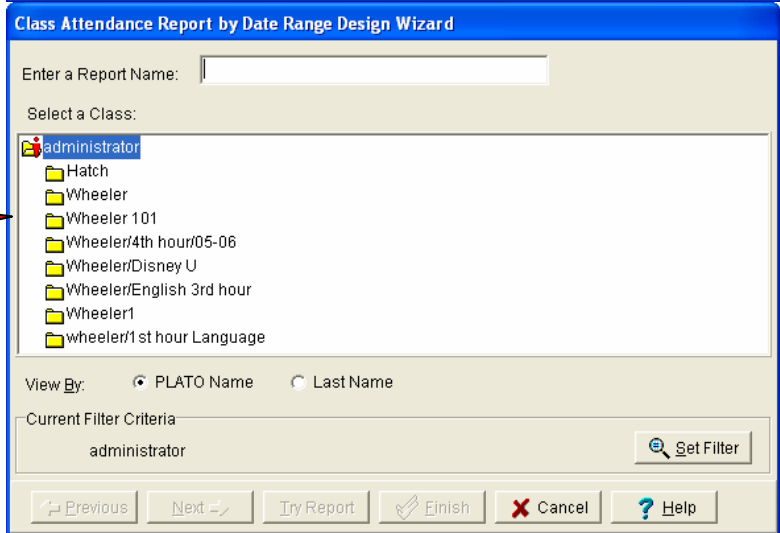 Class Attendance Report by Date Range Design Wizard
Enter a Report Name:
Select a Class:
administrator
Hatch
Wheeler
Wheeler 101
Wheeler/4th hour/05-06
Wheeler/Disney U
Wheeler/English 3rd hour
Wheeler1
wheeler/1st hour Language
View By: PLATO Name Last Name
Current Filter Criteria
administrator Set Filter
Previous Next Try Report Finish Cancel Help